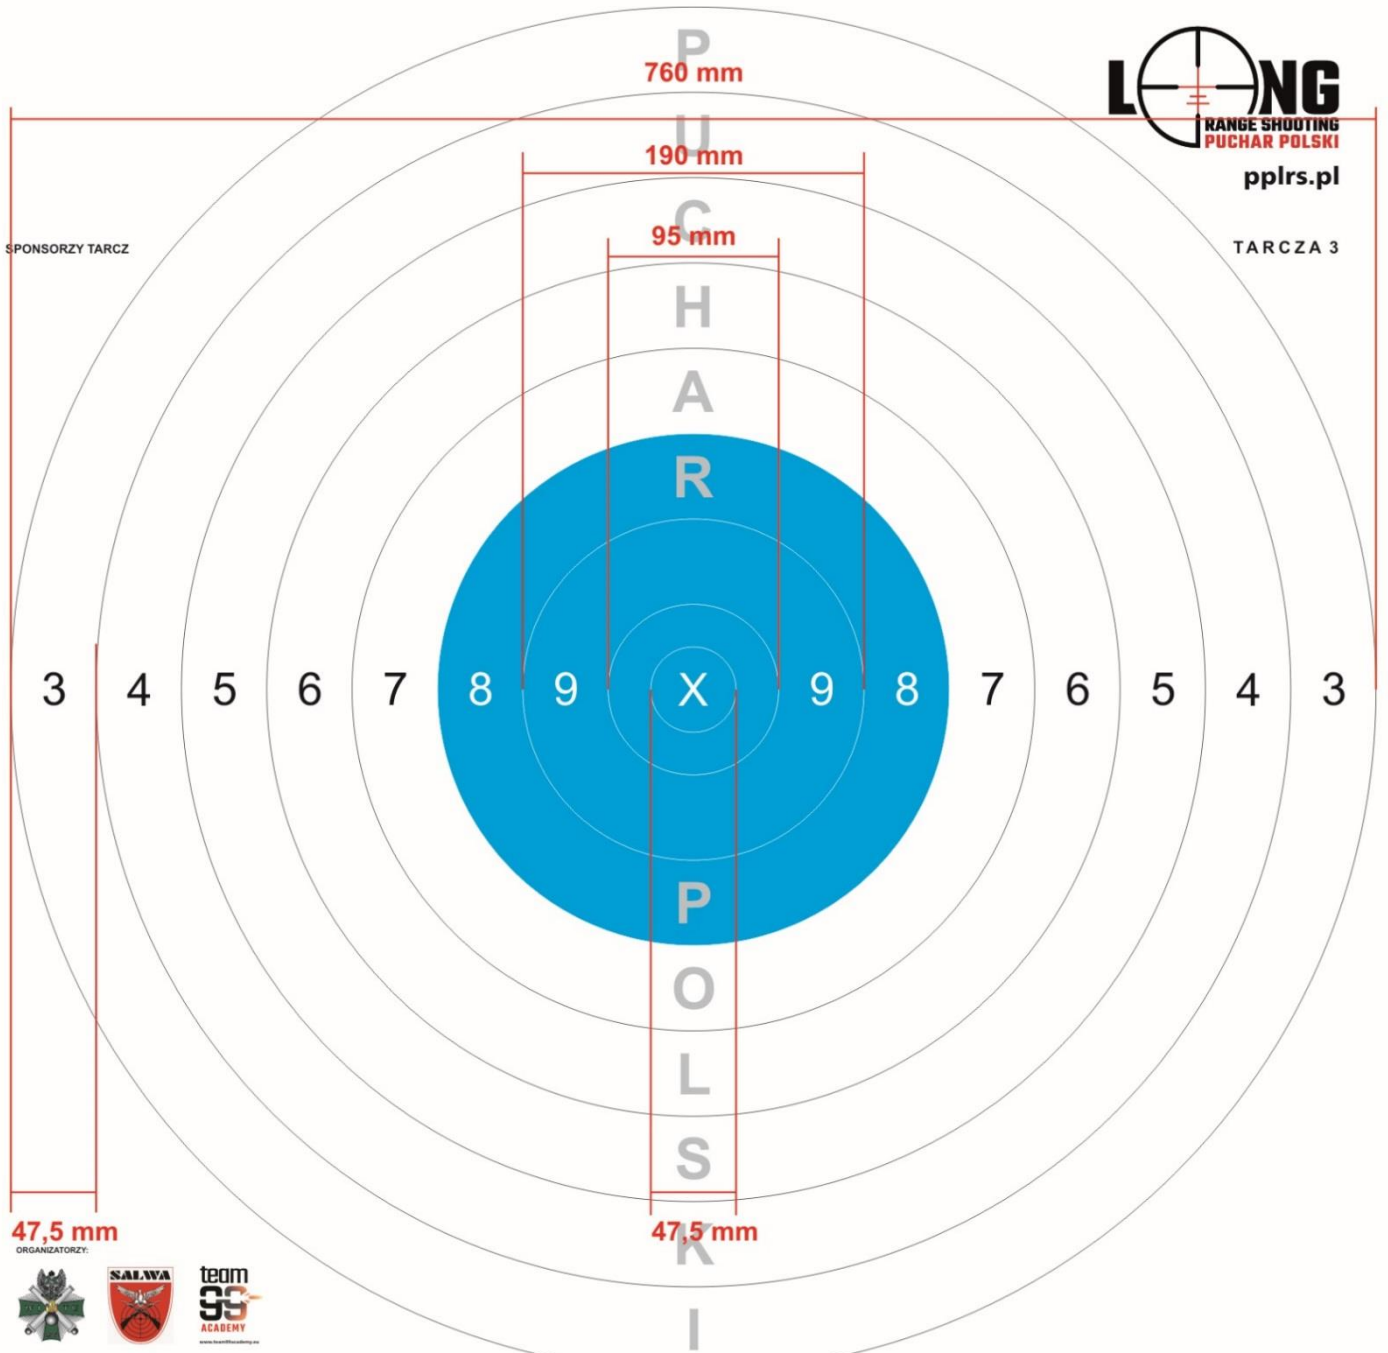 P
760 mm
U
190 mm
C
95 mm
H
A
R
P
O
L
S
K
I
LONG
RANGE SHOOTING
PUCHAR POLSKI
pplrs.pl
SPONSORZY TARCZ
TARCZA 3
3 4 5 6 7 8 9 X 9 8 7 6 5 4 3
47,5 mm
47,5 mm
ORGANIZATORZY:
SALWA
team
99
ACADEMY